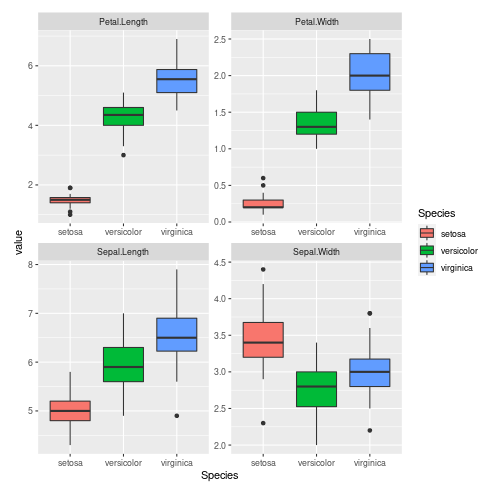 Petal.Length
Petal.Width
6
4
2
2.5
2.0
1.5
1.0
0.5
0.0
setosa versicolor virginica
setosa versicolor virginica
value
Sepal.Length
Sepal.Width
8
7
6
5
4.5
4.0
3.5
3.0
2.5
2.0
setosa versicolor virginica
setosa versicolor virginica
Species
Species
setosa
versicolor
virginica